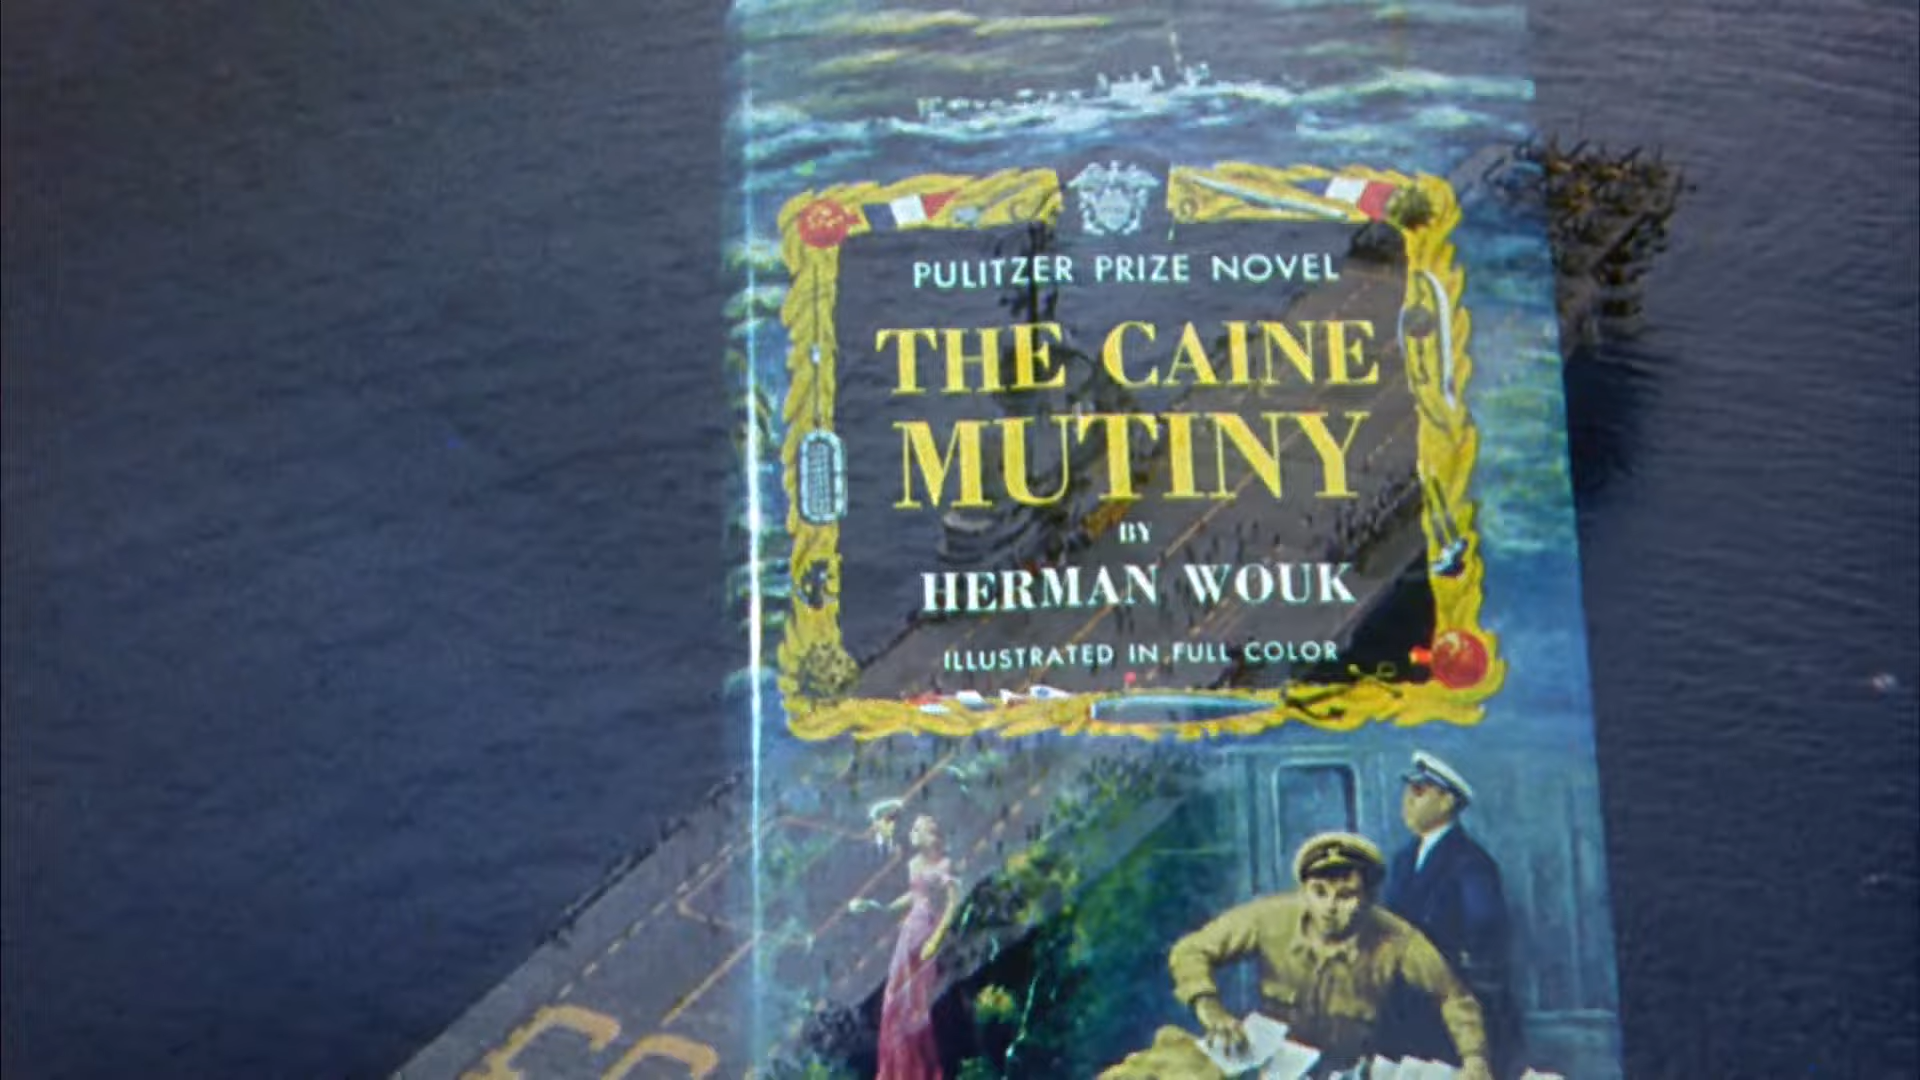 PULITZER PRIZE NOVEL
THE CAINE
MUTINY
BY
HERMAN WOUK
ILLUSTRATED IN FULL COLOR